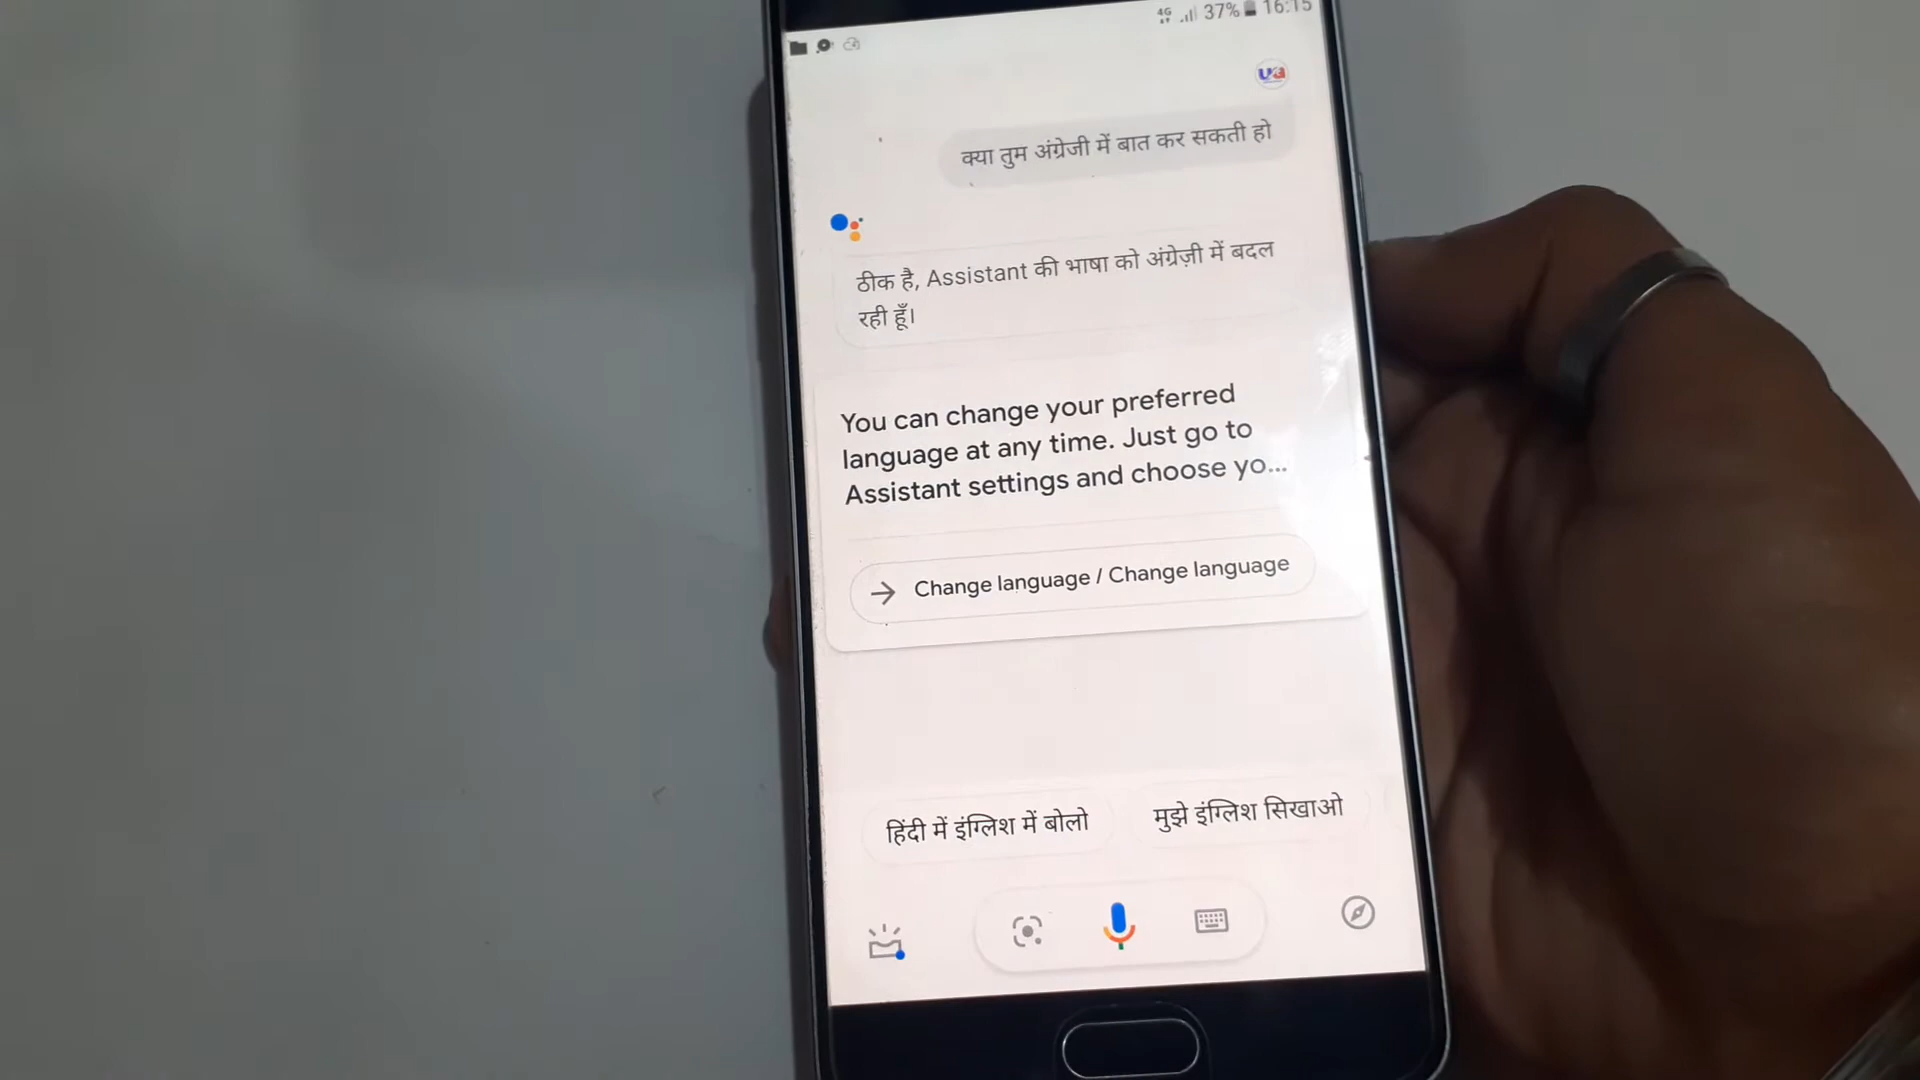 4G 37% 16:15
ua
क्या तुम अंग्रेजी में बात कर सकती हो
ठीक है, Assistant की भाषा को अंग्रेज़ी में बदल
रही हूँ।
You can change your preferred
language at any time. Just go to
Assistant settings and choose yo...
Change language / Change language
हिंदी में इंग्लिश में बोलो
मुझे इंग्लिश सिखाओ